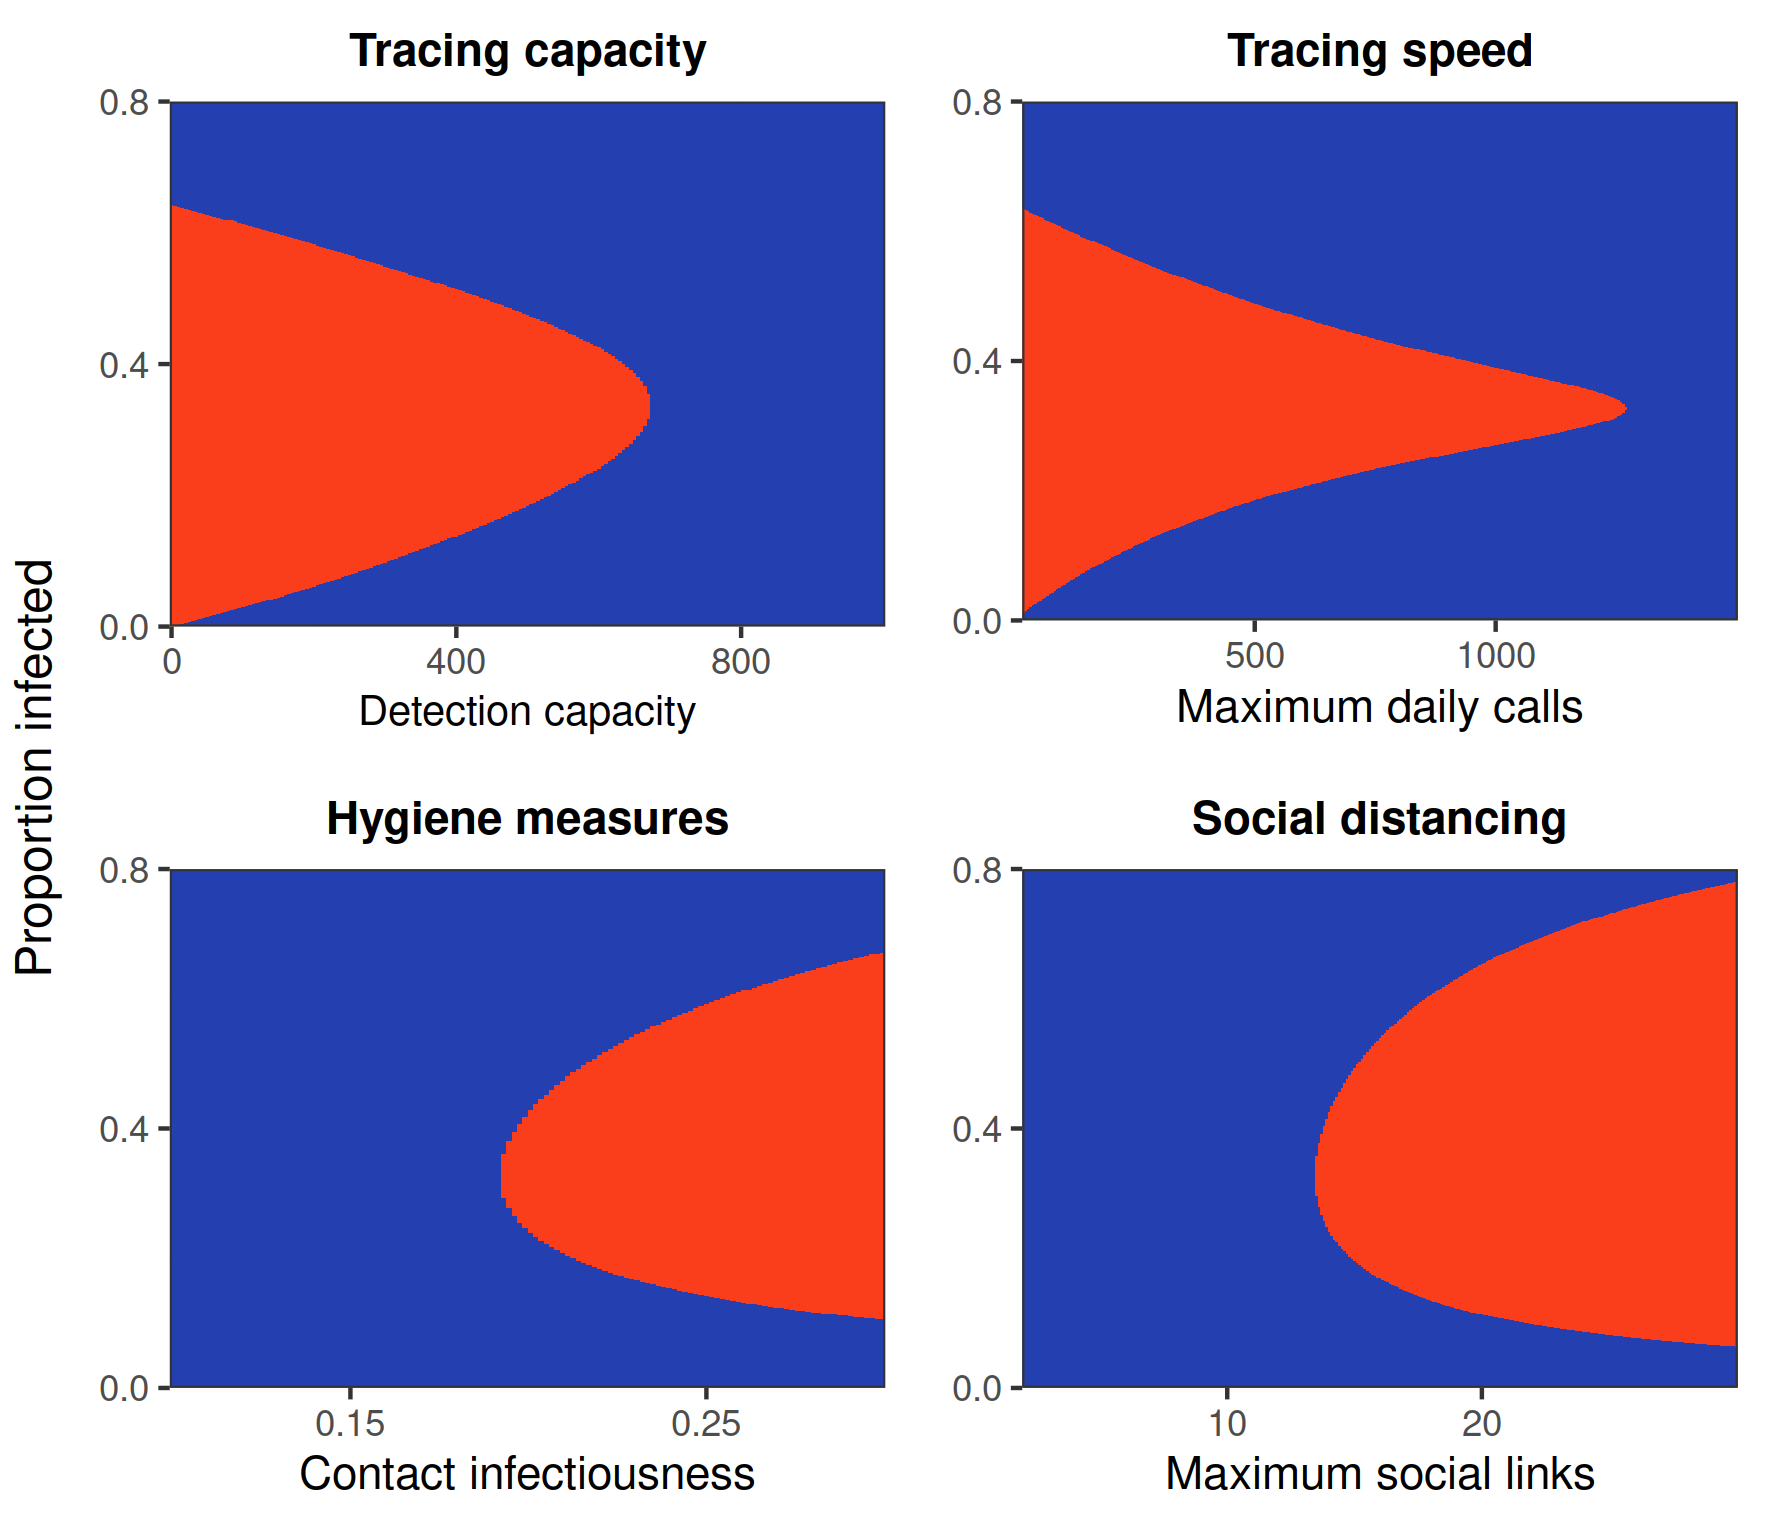 Proportion infected
Tracing capacity
0.8
0.4
0.0
0 400 800
Detection capacity
Tracing speed
0.8
0.4
0.0
500 1000
Maximum daily calls
Hygiene measures
0.8
0.4
0.0
0.15 0.25
Contact infectiousness
Social distancing
0.8
0.4
0.0
10 20
Maximum social links